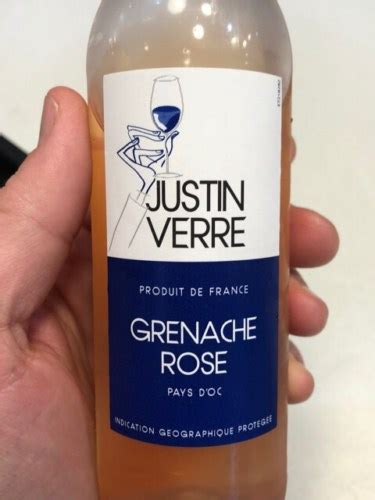 JUSTIN
VERRE
PRODUIT DE FRANCE
GRENACHE
ROSE
PAYS D'OC
INDICATION GEOGRAPHIQUE PROTEGEE